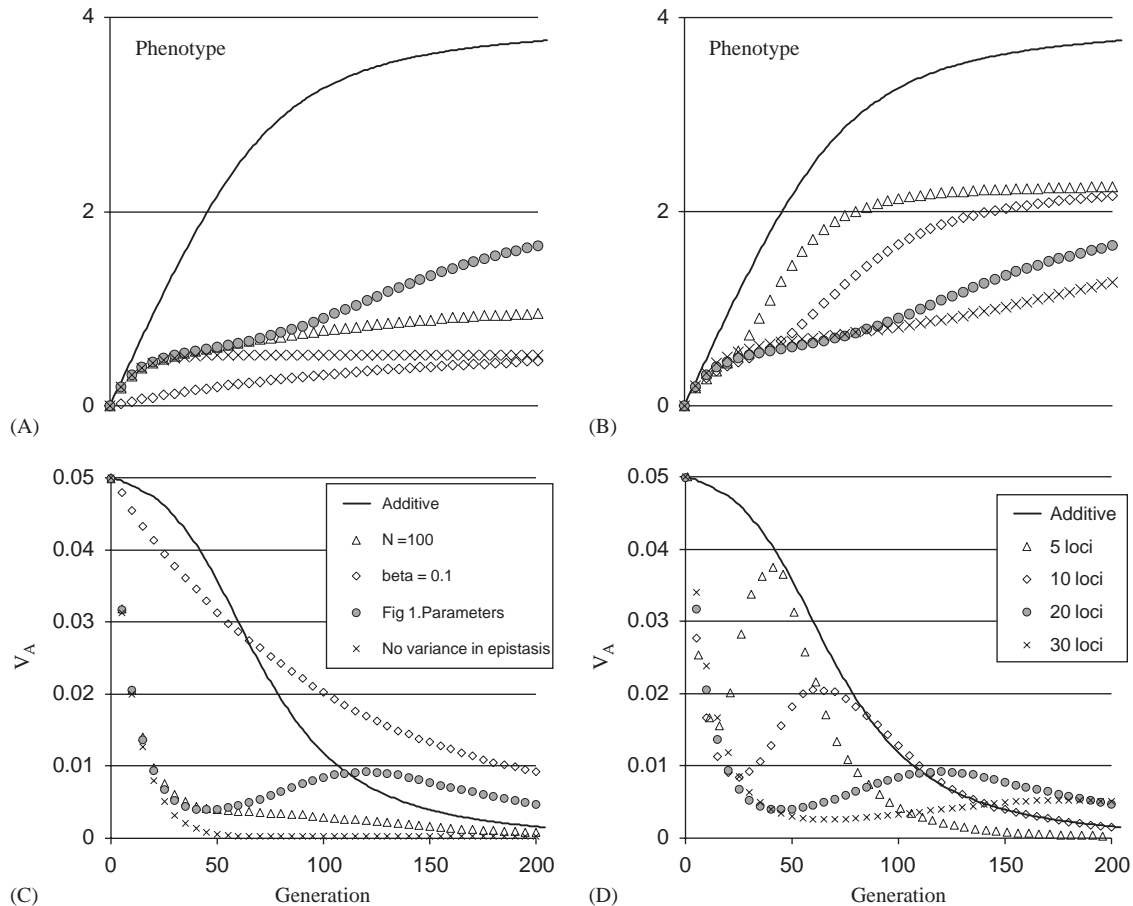 4
Phenotype
2
0
(A)
4
Phenotype
2
0
(B)
0.05
0.04
0.03
0.02
0.01
0
V_A
Additive
N =100
beta = 0.1
Fig 1.Parameters
No variance in epistasis
0 50 100 150 200
(C) Generation
0.05
0.04
0.03
0.02
0.01
0
V_A
Additive
5 loci
10 loci
20 loci
30 loci
0 50 100 150 200
(D) Generation